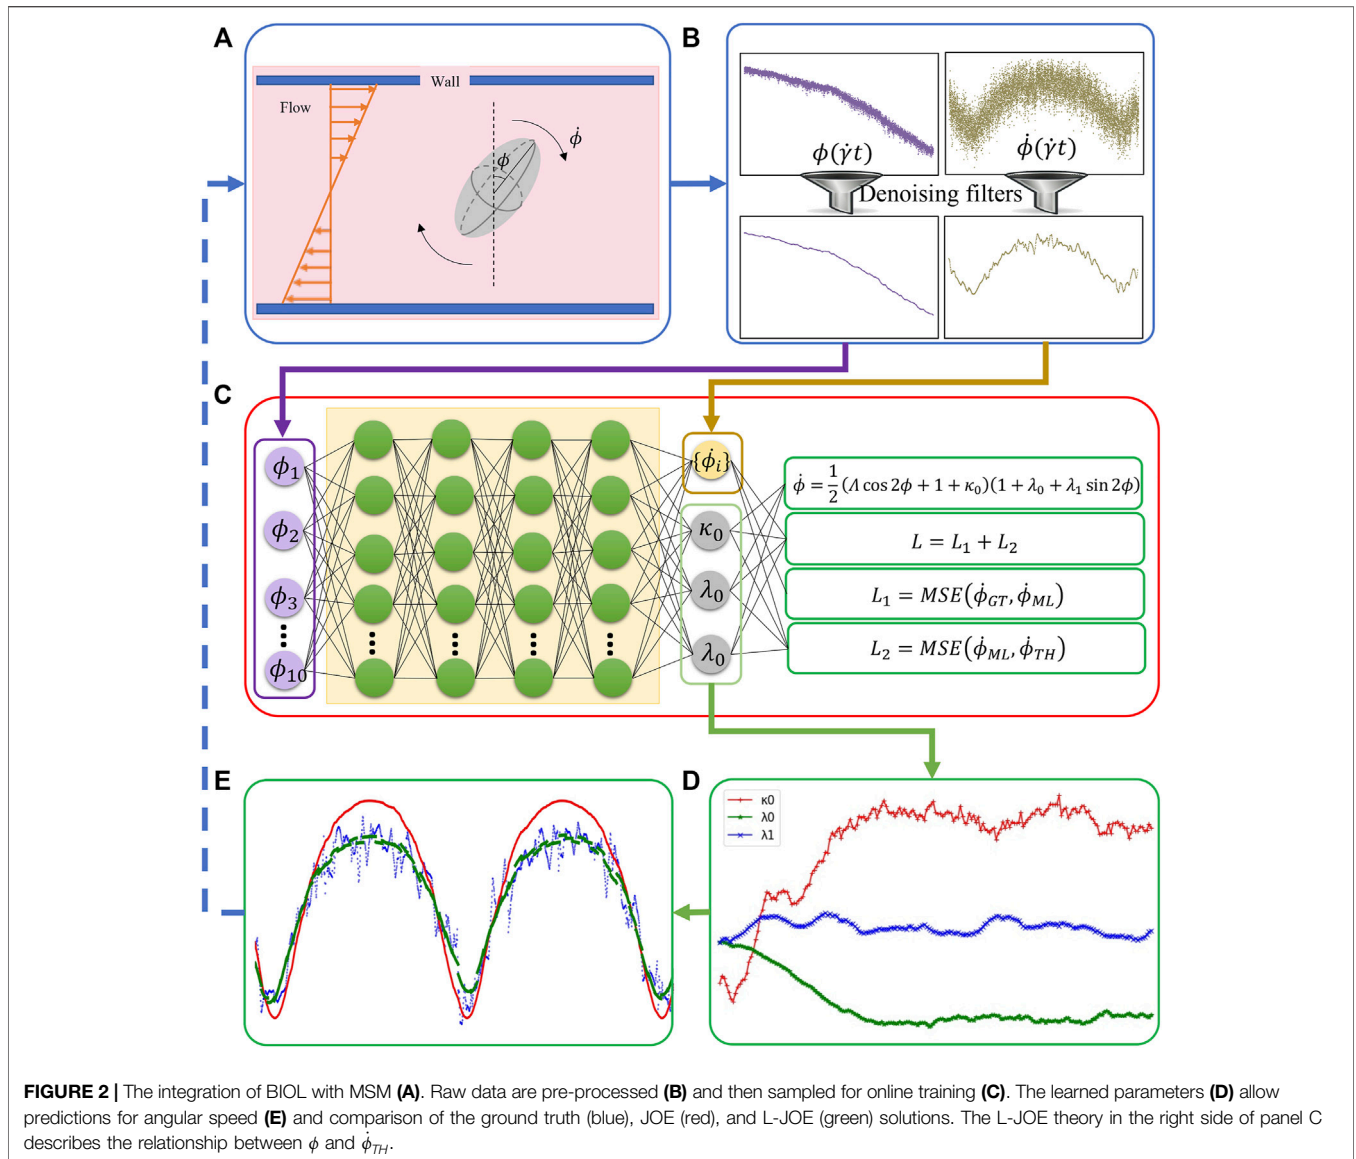 A
Wall
Flow
ϕ
ϕ̇
B
ϕ(γ̇t)
ϕ̇(γ̇t)
Denoising filters
C
ϕ1
ϕ2
ϕ3
ϕ10
{ϕ̇i}
κ0
λ0
λ0
ϕ̇ = 1/2 (Λ cos 2ϕ + 1 + κ0)(1 + λ0 + λ1 sin 2ϕ)
L = L1 + L2
L1 = MSE(ϕ̇GT, ϕ̇ML)
L2 = MSE(ϕ̇ML, ϕ̇TH)
E
D
κ0
λ0
λ1
FIGURE 2 | The integration of BIOL with MSM (A). Raw data are pre-processed (B) and then sampled for online training (C). The learned parameters (D) allow
predictions for angular speed (E) and comparison of the ground truth (blue), JOE (red), and L-JOE (green) solutions. The L-JOE theory in the right side of panel C
describes the relationship between ϕ and ϕ̇TH.